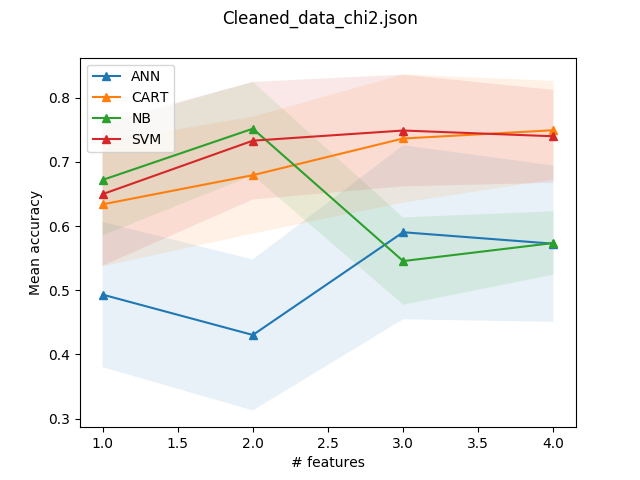 Cleaned_data_chi2.json
ANN
CART
NB
SVM
0.8
0.7
0.6
0.5
0.4
0.3
Mean accuracy
1.0 1.5 2.0 2.5 3.0 3.5 4.0
# features